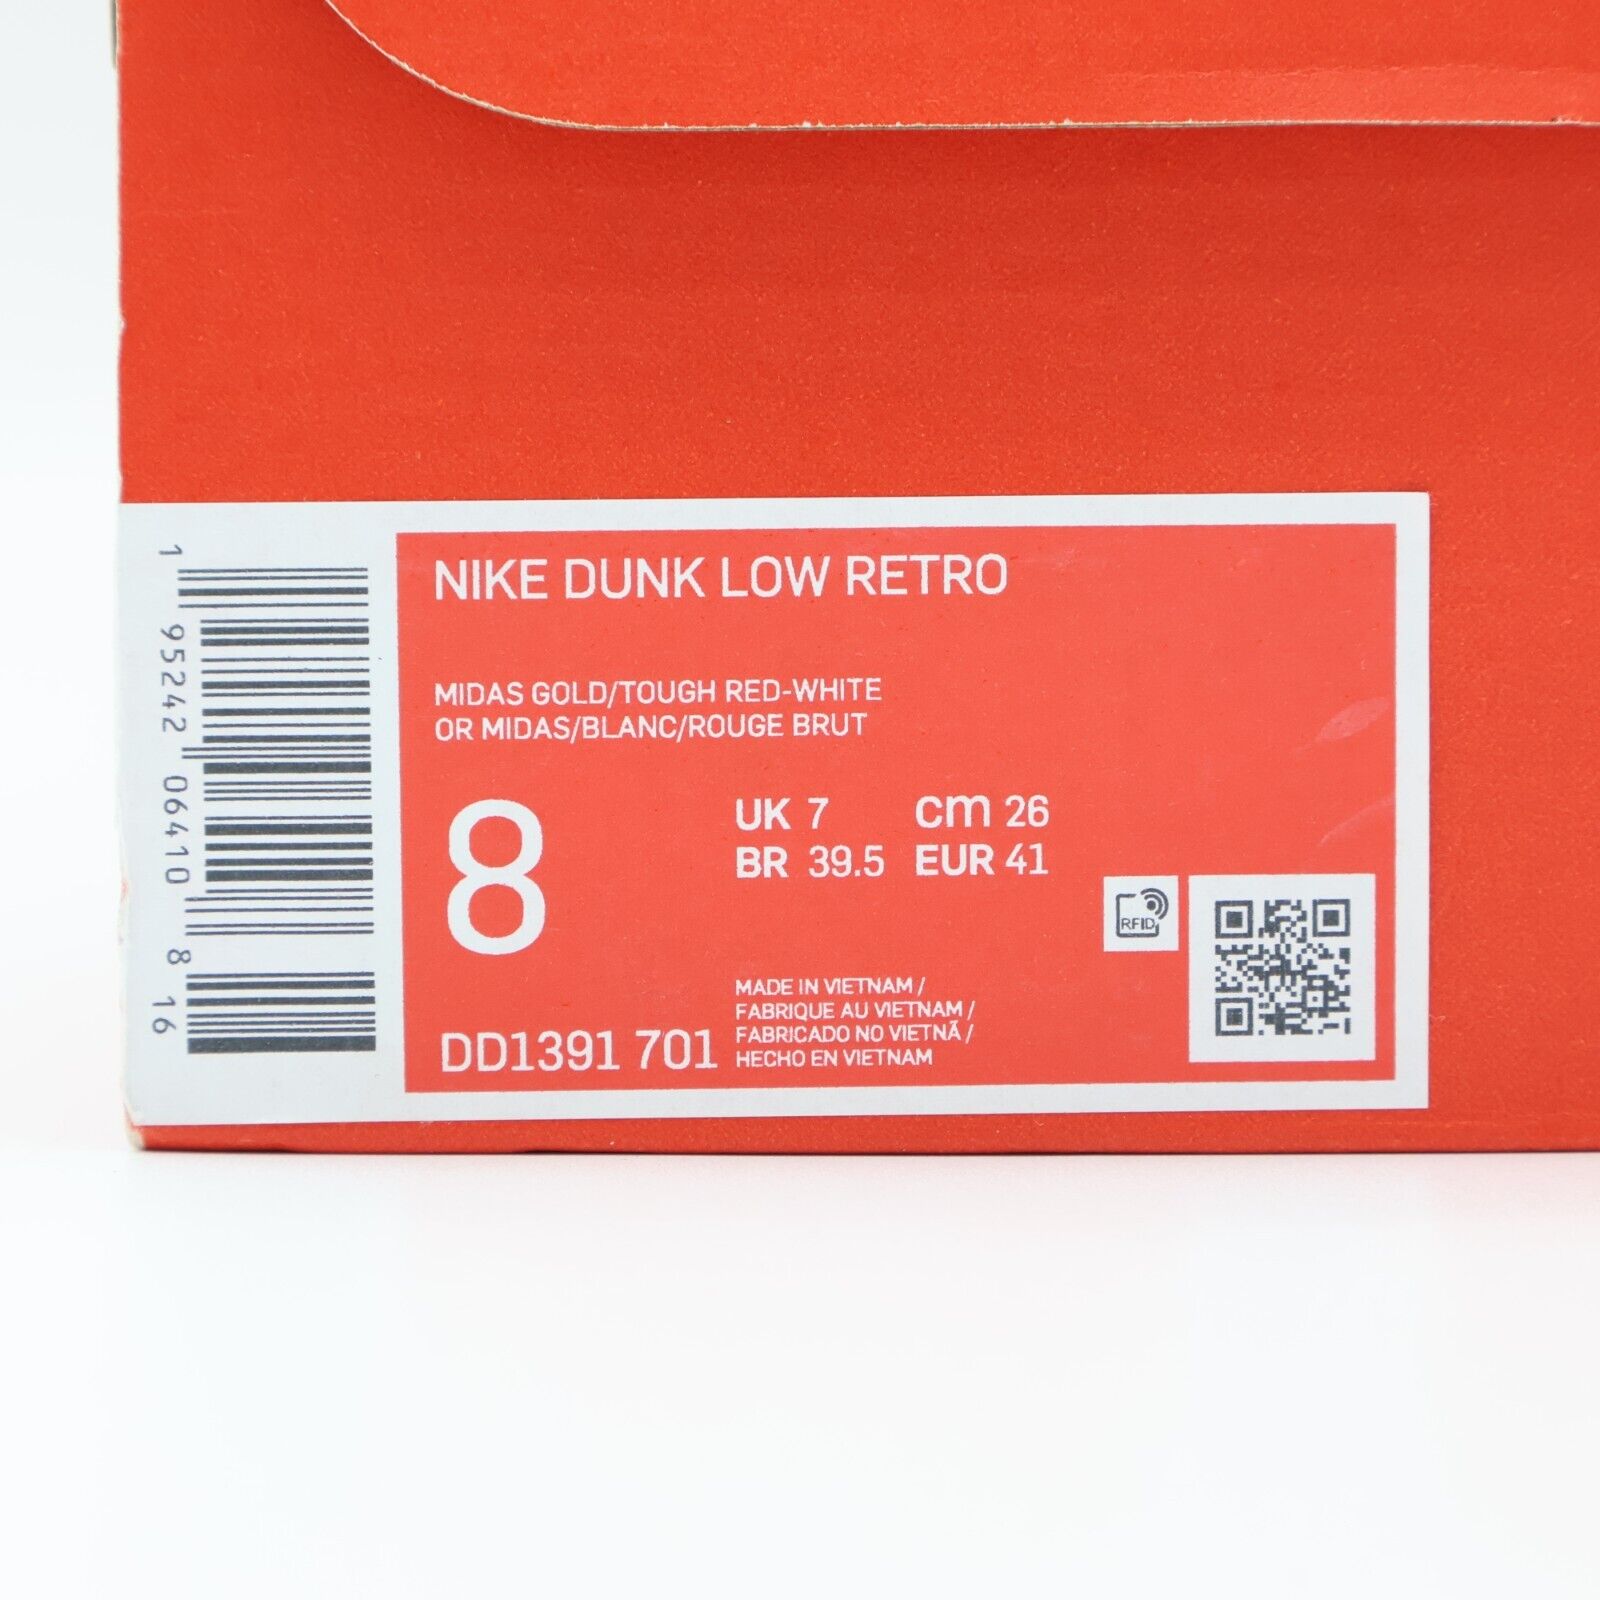 NIKE DUNK LOW RETRO
MIDAS GOLD/TOUGH RED-WHITE
OR MIDAS/BLANC/ROUGE BRUT
8
UK 7 cm 26
BR 39.5 EUR 41
RFID
MADE IN VIETNAM /
FABRIQUE AU VIETNAM /
FABRICADO NO VIETNÃ /
HECHO EN VIETNAM
DD1391 701
1 95242 06410 8 16